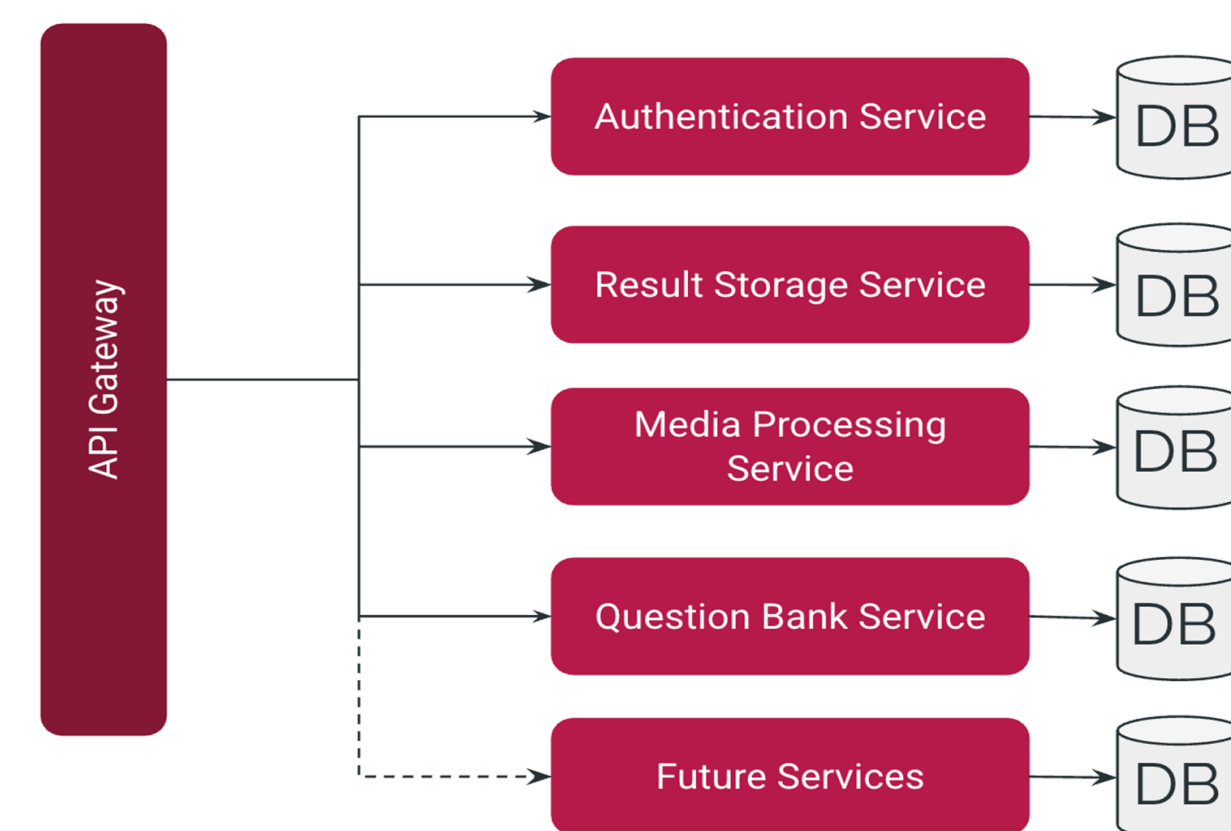 API Gateway
Authentication Service
DB
Result Storage Service
DB
Media Processing
Service
DB
Question Bank Service
DB
Future Services
DB